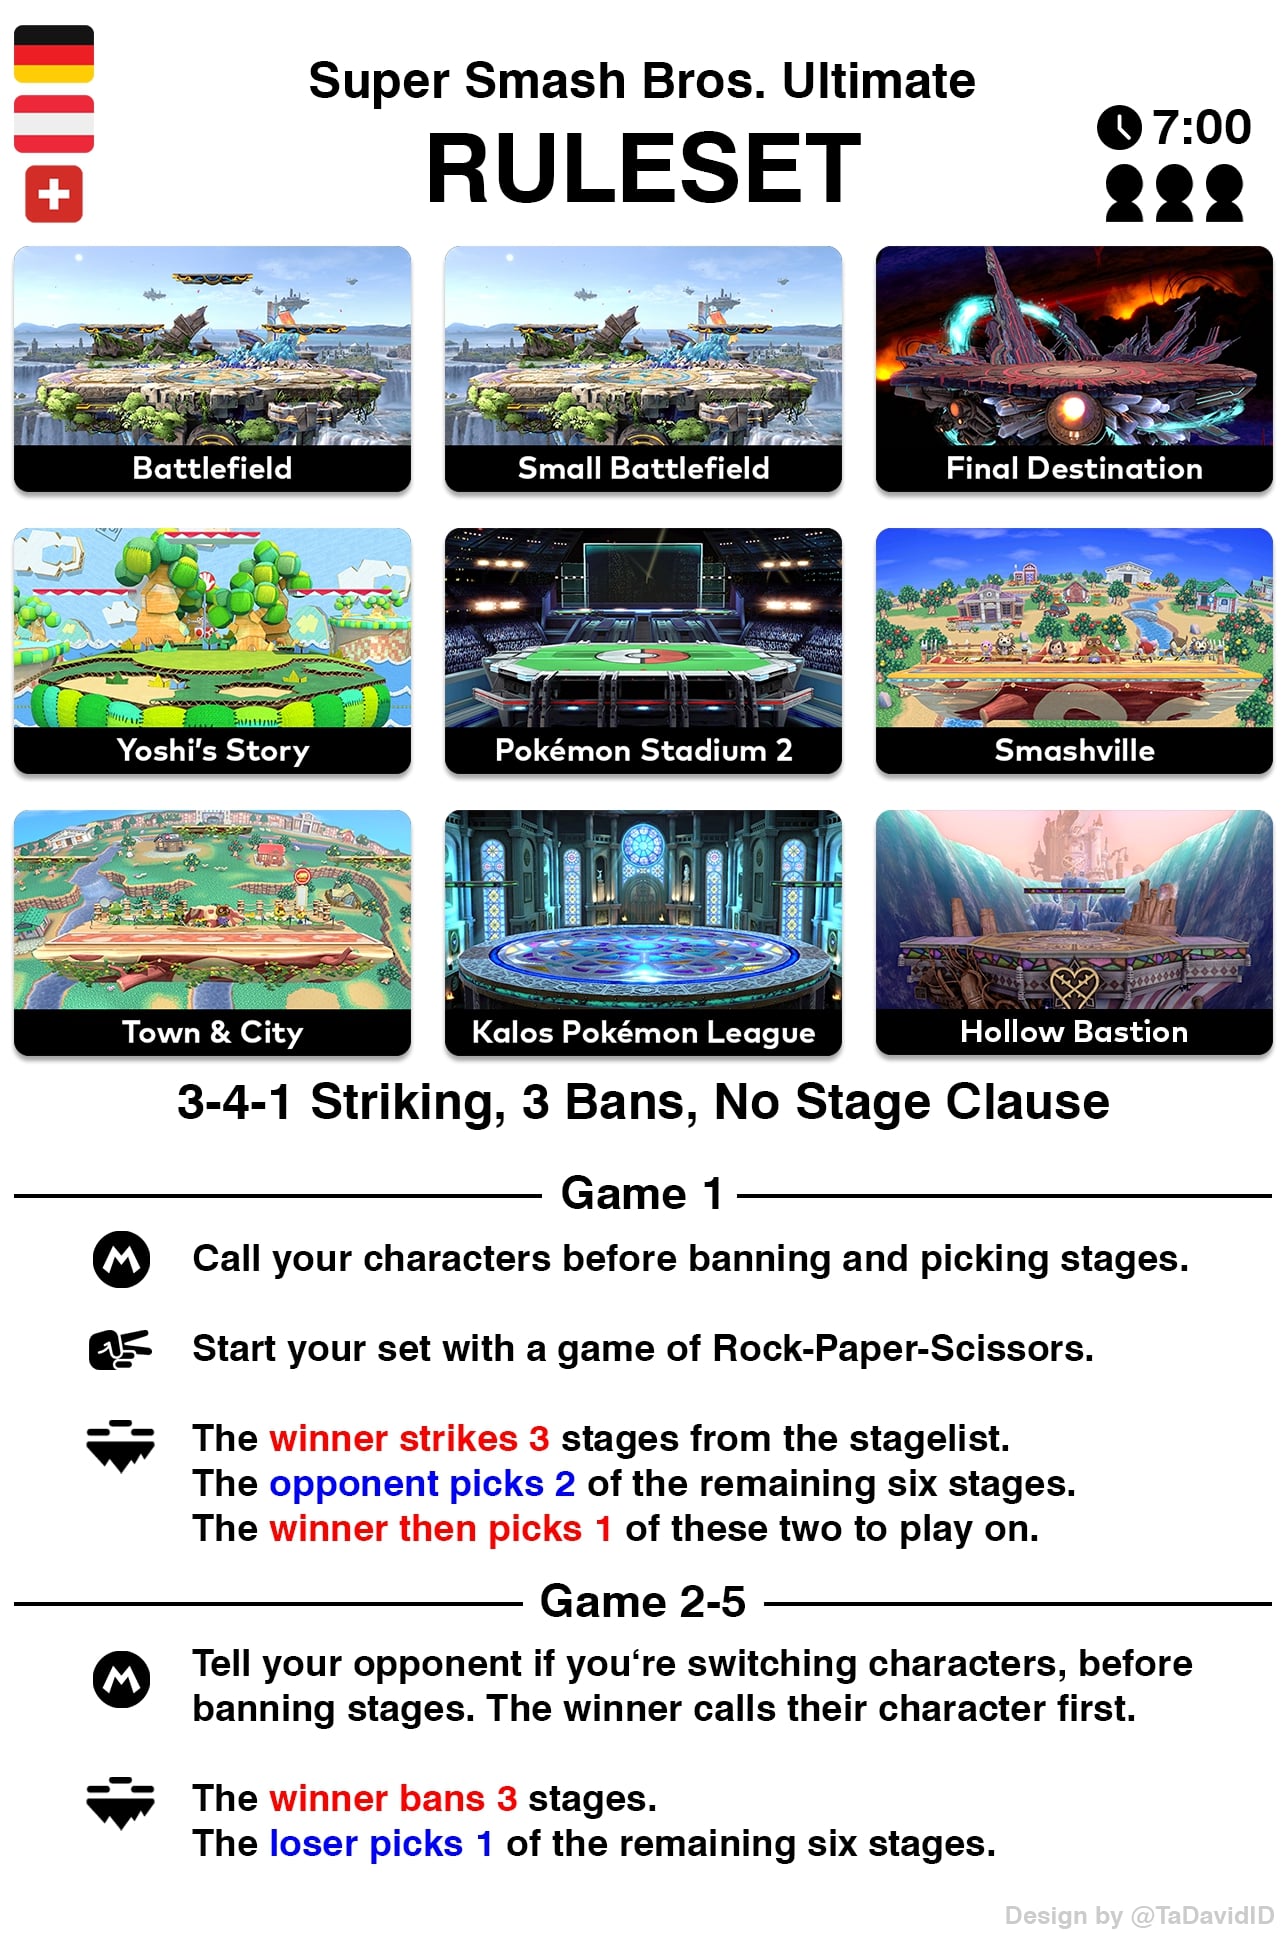 Super Smash Bros. Ultimate
RULESET
7:00
Battlefield
Small Battlefield
Final Destination
Yoshi's Story
Pokémon Stadium 2
Smashville
Town & City
Kalos Pokémon League
Hollow Bastion
3-4-1 Striking, 3 Bans, No Stage Clause
Game 1
Call your characters before banning and picking stages.
Start your set with a game of Rock-Paper-Scissors.
The winner strikes 3 stages from the stagelist.
The opponent picks 2 of the remaining six stages.
The winner then picks 1 of these two to play on.
Game 2-5
Tell your opponent if you‘re switching characters, before
banning stages. The winner calls their character first.
The winner bans 3 stages.
The loser picks 1 of the remaining six stages.
Design by @TaDavidID